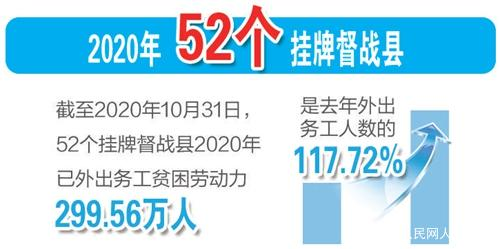 2020年 52个 挂牌督战县
截至2020年10月31日，
52个挂牌督战县2020年
已外出务工贫困劳动力
299.56万人
是去年外出
务工人数的
117.72%
人民网